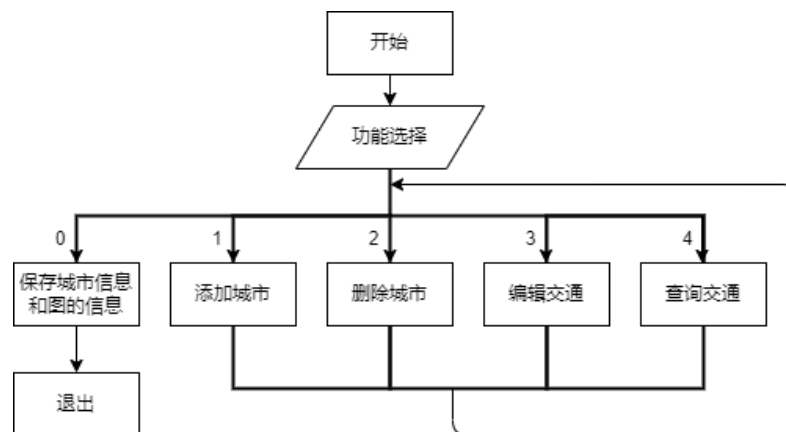 开始
功能选择
0
1
2
3
4
保存城市信息
和图的信息
添加城市
删除城市
编辑交通
查询交通
退出